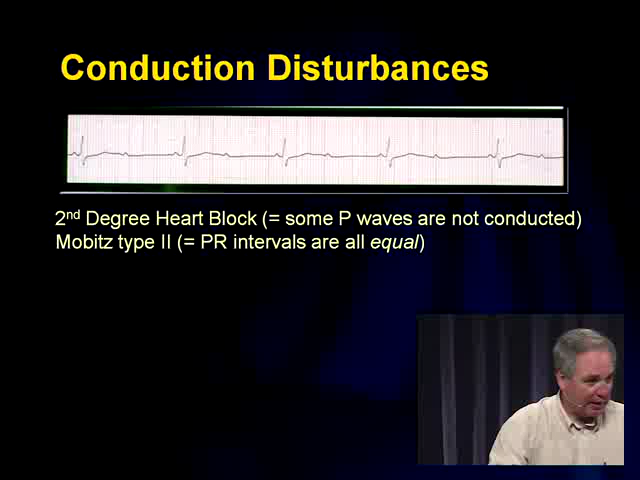 Conduction Disturbances
2nd Degree Heart Block (= some P waves are not conducted)
Mobitz type II (= PR intervals are all equal)